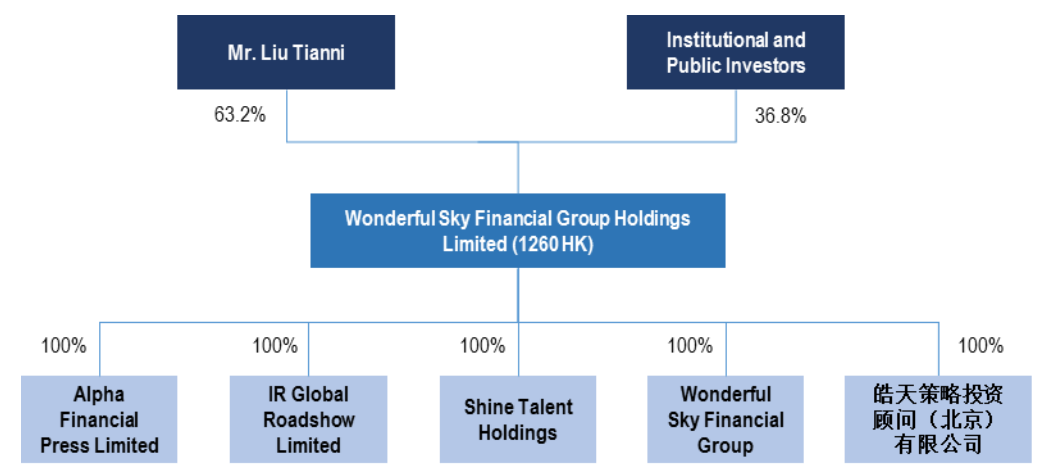 Mr. Liu Tianni
Institutional and
Public Investors
63.2%
36.8%
Wonderful Sky Financial Group Holdings
Limited (1260 HK)
100%
100%
100%
100%
100%
Alpha
Financial
Press Limited
IR Global
Roadshow
Limited
Shine Talent
Holdings
Wonderful
Sky Financial
Group
皓天策略投资
顾问（北京）
有限公司